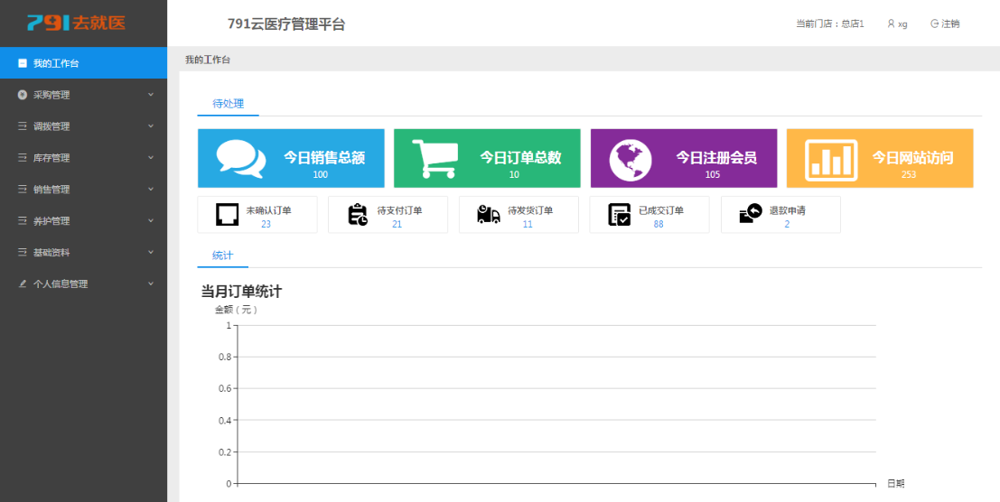 791去就医
791云医疗管理平台
当前门店：总店1
xg
注销
我的工作台
采购管理
调拨管理
库存管理
销售管理
养护管理
基础资料
个人信息管理
我的工作台
待处理
今日销售总额
100
今日订单总数
10
今日注册会员
105
今日网站访问
253
未确认订单
23
待支付订单
21
待发货订单
11
已成交订单
88
退款申请
2
统计
当月订单统计
金额（元）
1
0.8
0.6
0.4
0.2
0
日期